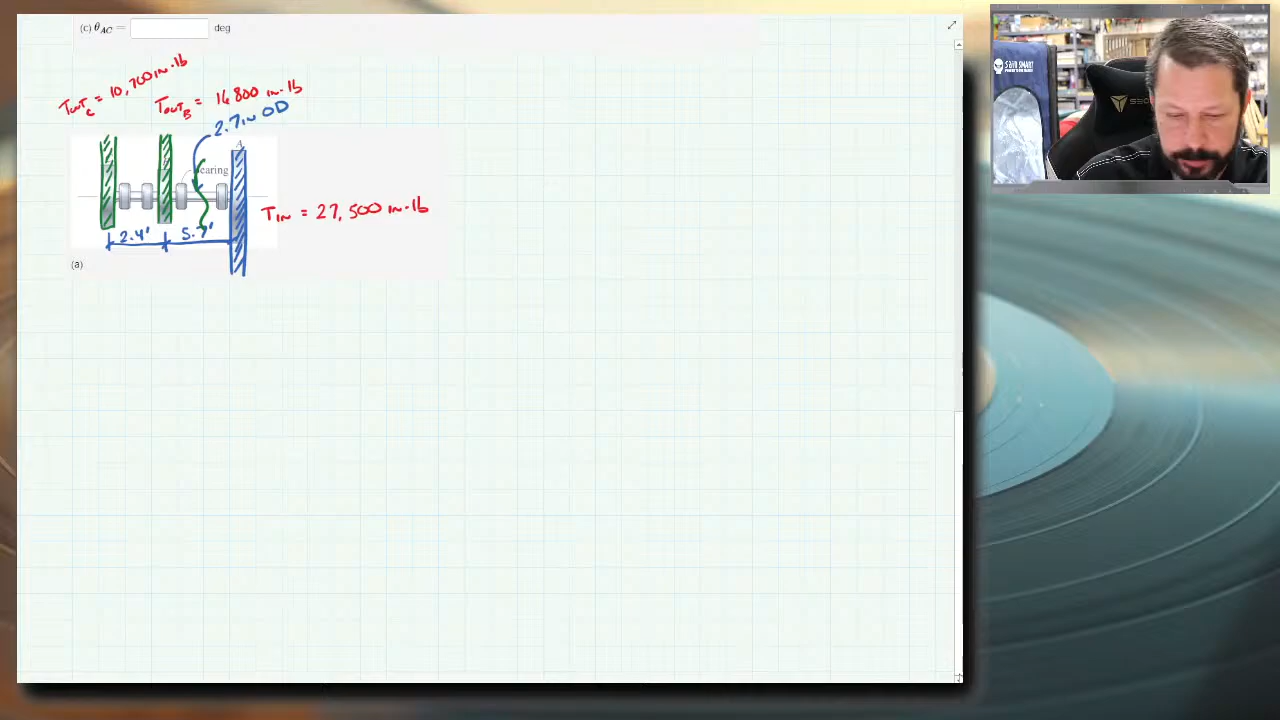 (c) θAC = deg
TOUTC = 10,700 in·lb
TOUTB = 16 800 in·lb
2.7 in OD
A
Bearing
TIN = 27,500 in·lb
2.4' 5.7'
(a)